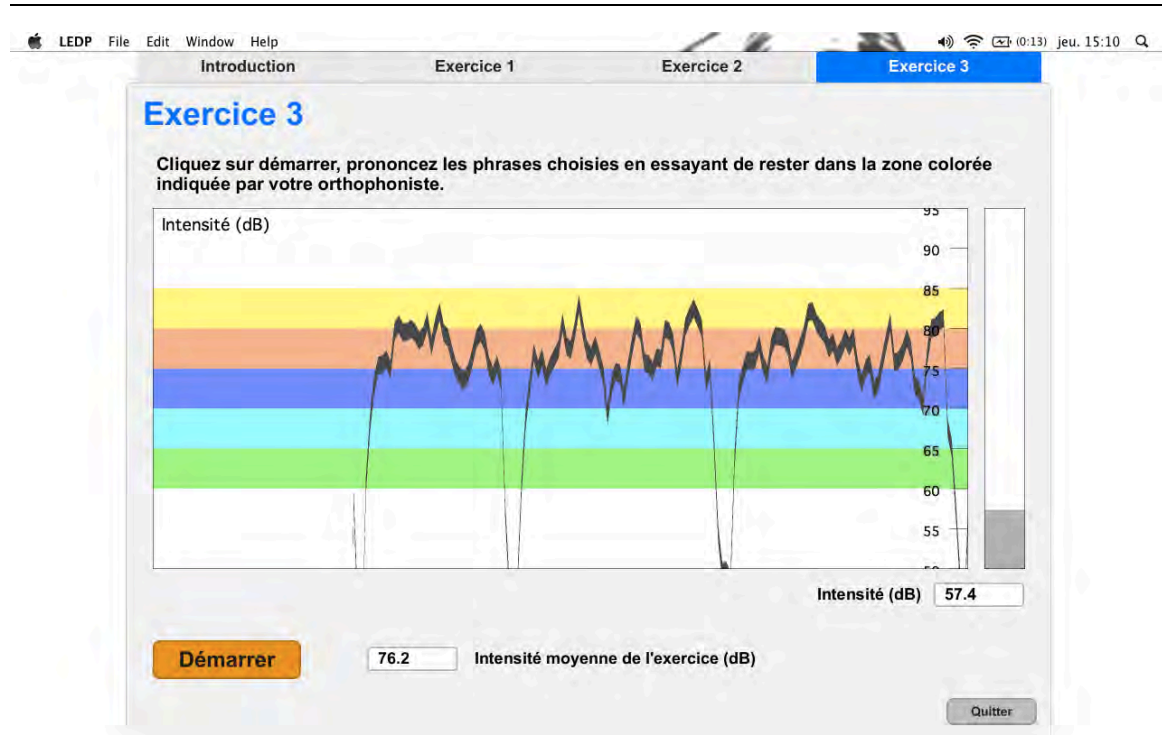 LEDP File Edit Window Help (0:13) jeu. 15:10
Introduction Exercice 1 Exercice 2 Exercice 3
Exercice 3
Cliquez sur démarrer, prononcez les phrases choisies en essayant de rester dans la zone colorée
indiquée par votre orthophoniste.
Intensité (dB)
95
90
85
80
75
70
65
60
55
50
Intensité (dB) 57.4
Démarrer 76.2 Intensité moyenne de l'exercice (dB)
Quitter